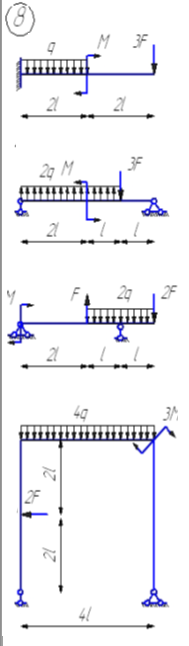 8
q M 3F
2l 2l
2q M 3F
2l l l
M F 2q 2F
2l l l
4q
3M
2l
2F
2l
4l